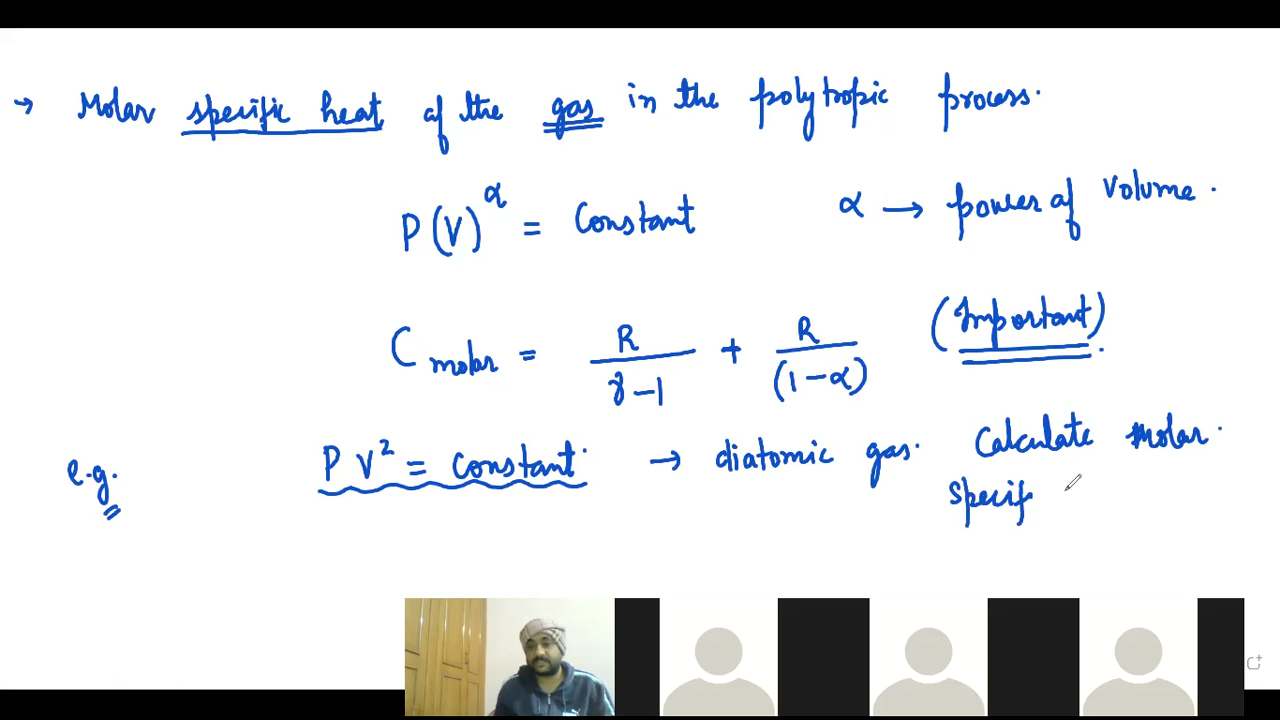 → Molar specific heat of the gas in the polytropic process.
P(V)^α = Constant α → power of volume.
C molar = R/(γ-1) + R/(1-α) (Important).
e.g. PV² = constant. → diatomic gas. Calculate molar.
Specif